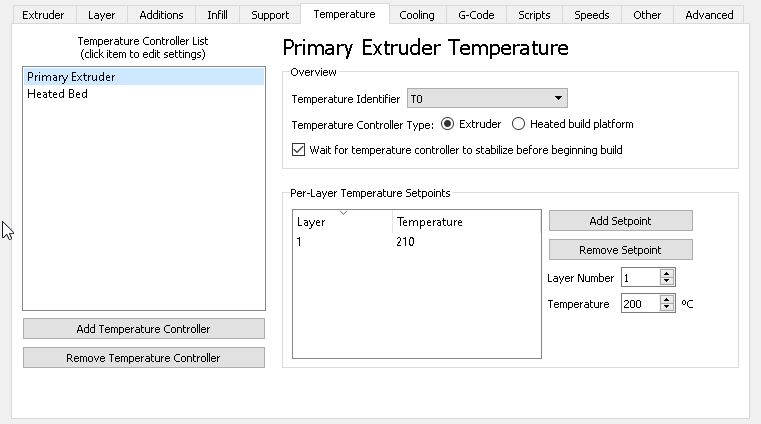 Extruder Layer Additions Infill Support Temperature Cooling G-Code Scripts Speeds Other Advanced
Temperature Controller List
(click item to edit settings)
Primary Extruder
Heated Bed
Add Temperature Controller
Remove Temperature Controller
Primary Extruder Temperature
Overview
Temperature Identifier T0
Temperature Controller Type: Extruder Heated build platform
Wait for temperature controller to stabilize before beginning build
Per-Layer Temperature Setpoints
Layer Temperature
1 210
Add Setpoint
Remove Setpoint
Layer Number 1
Temperature 200 ºC